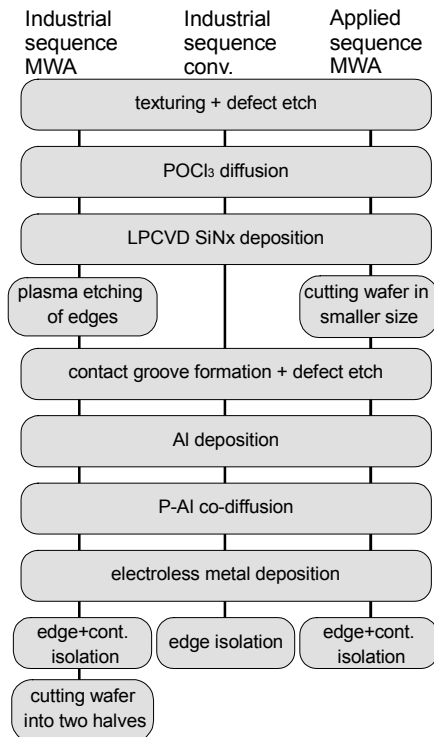 Industrial
sequence
MWA
Industrial
sequence
conv.
Applied
sequence
MWA
texturing + defect etch
POCl₃ diffusion
LPCVD SiNx deposition
plasma etching
of edges
cutting wafer in
smaller size
contact groove formation + defect etch
Al deposition
P-Al co-diffusion
electroless metal deposition
edge+cont.
isolation
edge isolation
edge+cont.
isolation
cutting wafer
into two halves